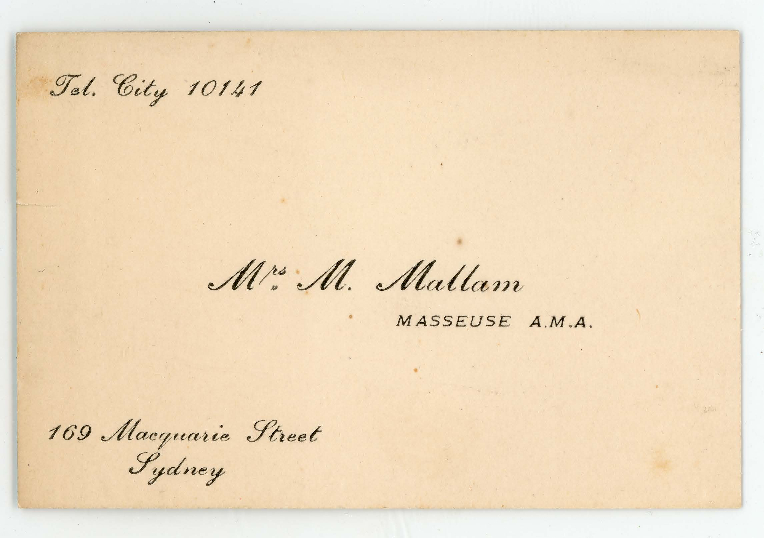 Tel. City 10141
Mrs. M. Mallam
MASSEUSE A.M.A.
169 Macquarie Street
Sydney